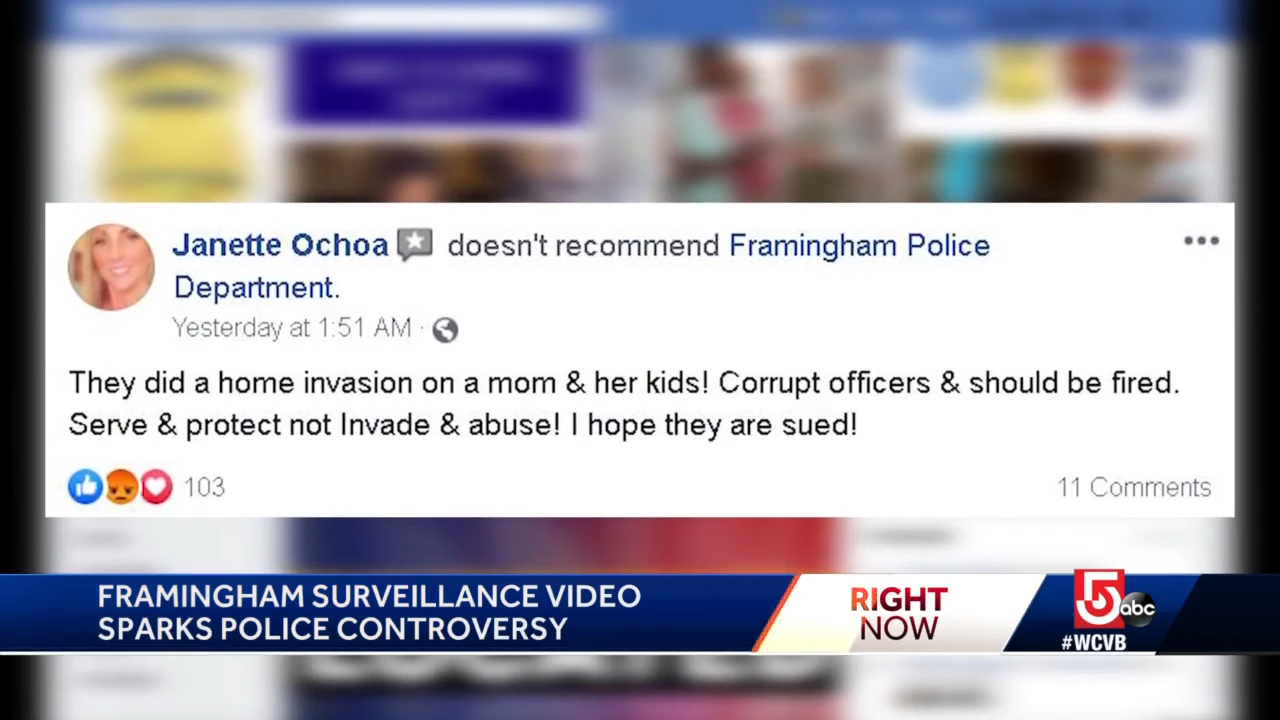 Janette Ochoa doesn't recommend Framingham Police
Department.
Yesterday at 1:51 AM ·
They did a home invasion on a mom & her kids! Corrupt officers & should be fired.
Serve & protect not Invade & abuse! I hope they are sued!
103
11 Comments
FRAMINGHAM SURVEILLANCE VIDEO
SPARKS POLICE CONTROVERSY
RIGHT
NOW
5
abc
#WCVB